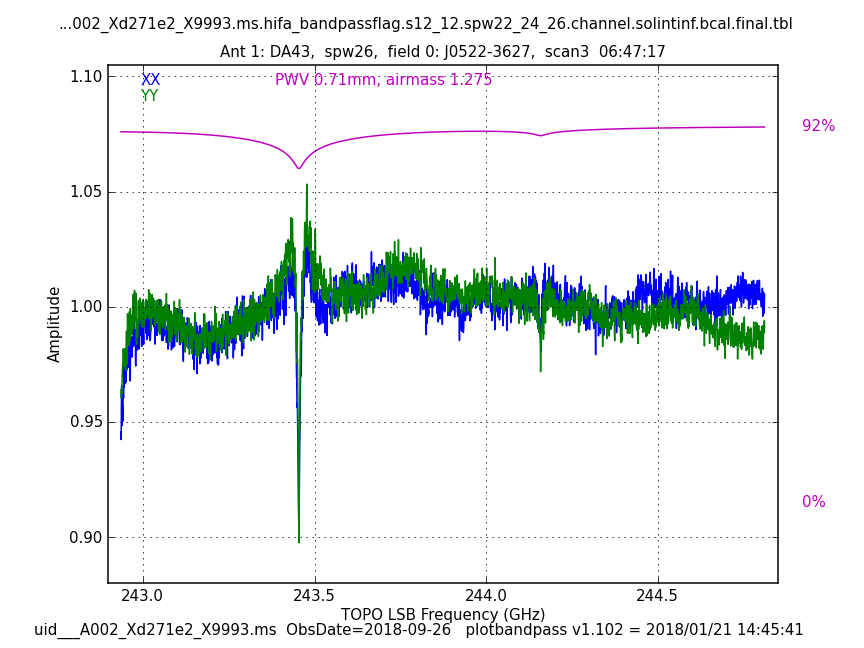 ...002_Xd271e2_X9993.ms.hifa_bandpassflag.s12_12.spw22_24_26.channel.solintinf.bcal.final.tbl
Ant 1: DA43,  spw26,  field 0: J0522-3627,  scan3  06:47:17
XX
YY
PWV 0.71mm, airmass 1.275
92%
0%
1.10
1.05
1.00
0.95
0.90
Amplitude
243.0 243.5 244.0 244.5
TOPO LSB Frequency (GHz)
uid___A002_Xd271e2_X9993.ms  ObsDate=2018-09-26   plotbandpass v1.102 = 2018/01/21 14:45:41